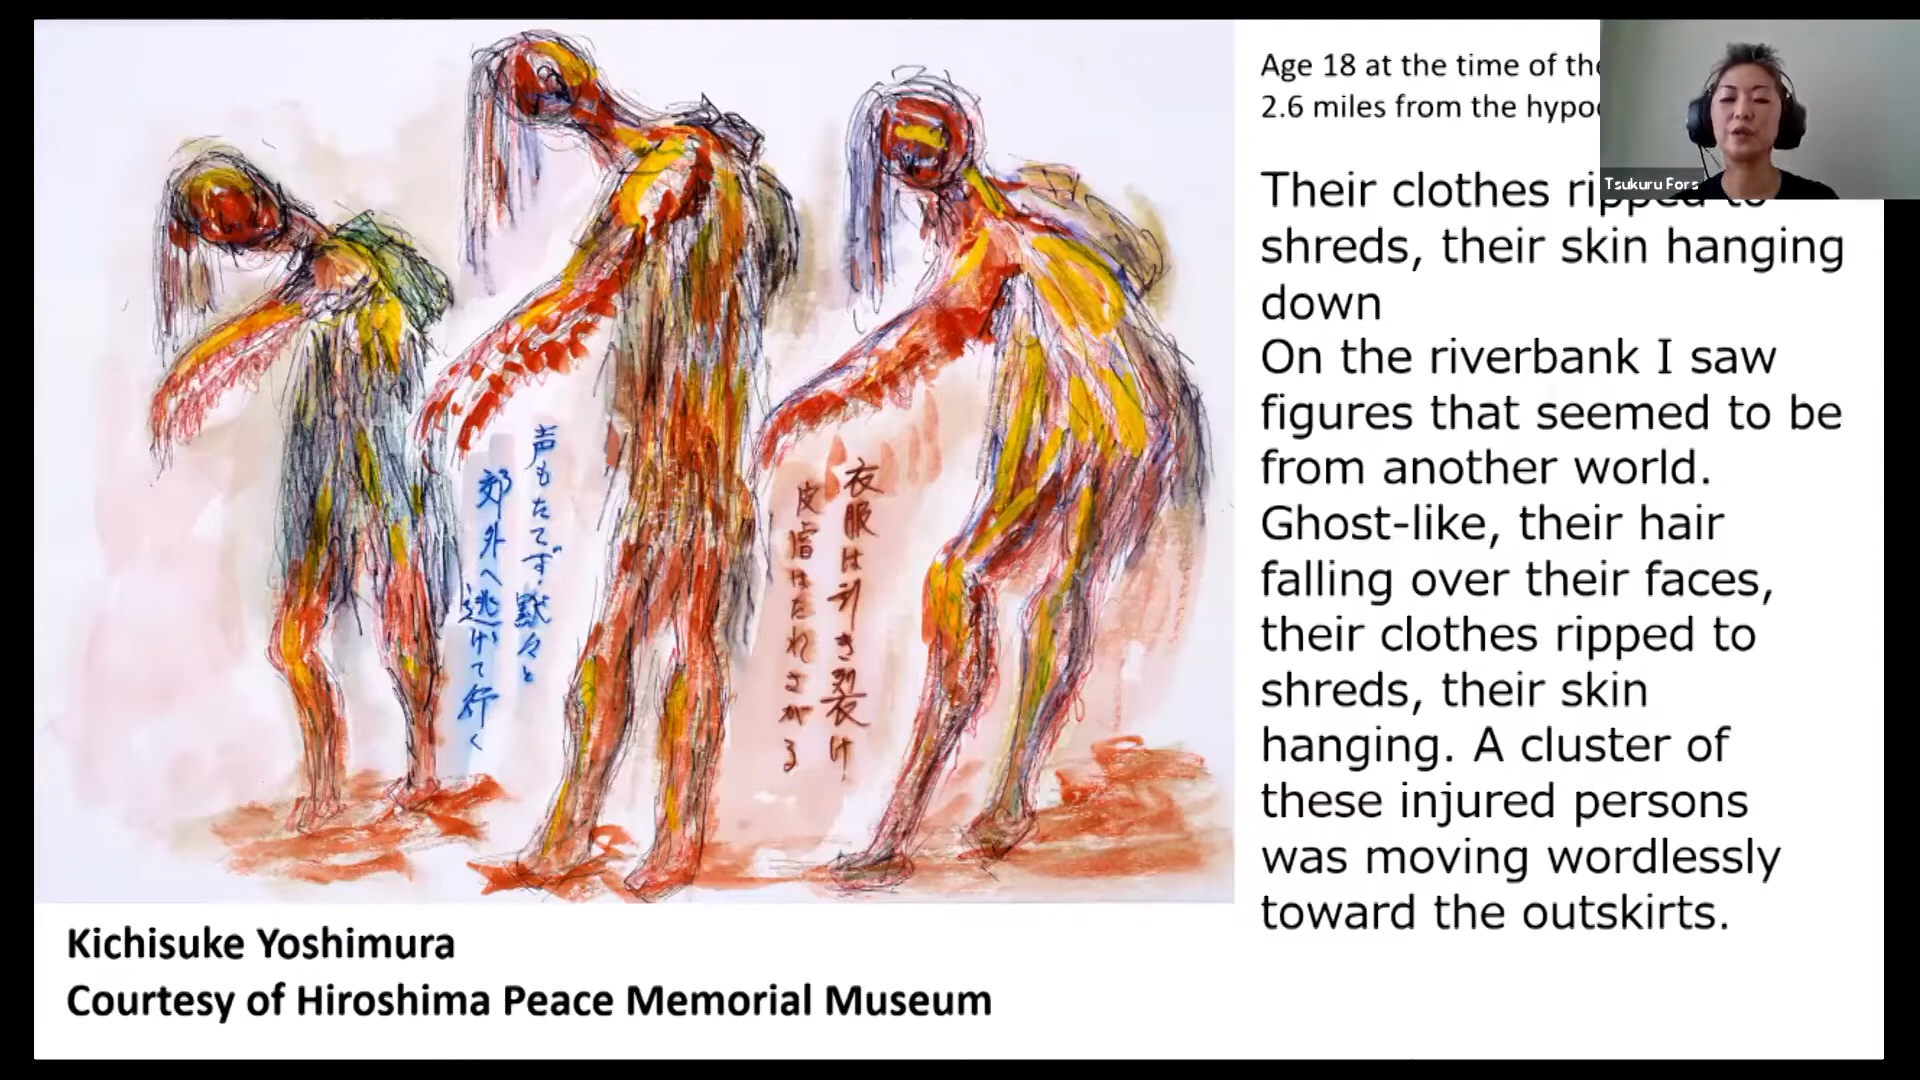 Age 18 at the time of the
2.6 miles from the hypoc
Tsukuru Fors
Their clothes ripped to
shreds, their skin hanging
down
On the riverbank I saw
figures that seemed to be
from another world.
Ghost-like, their hair
falling over their faces,
their clothes ripped to
shreds, their skin
hanging. A cluster of
these injured persons
was moving wordlessly
toward the outskirts.
衣服は引き裂け
皮膚はたれさがる
声もたてず、黙々と
郊外へ逃げて行く
Kichisuke Yoshimura
Courtesy of Hiroshima Peace Memorial Museum